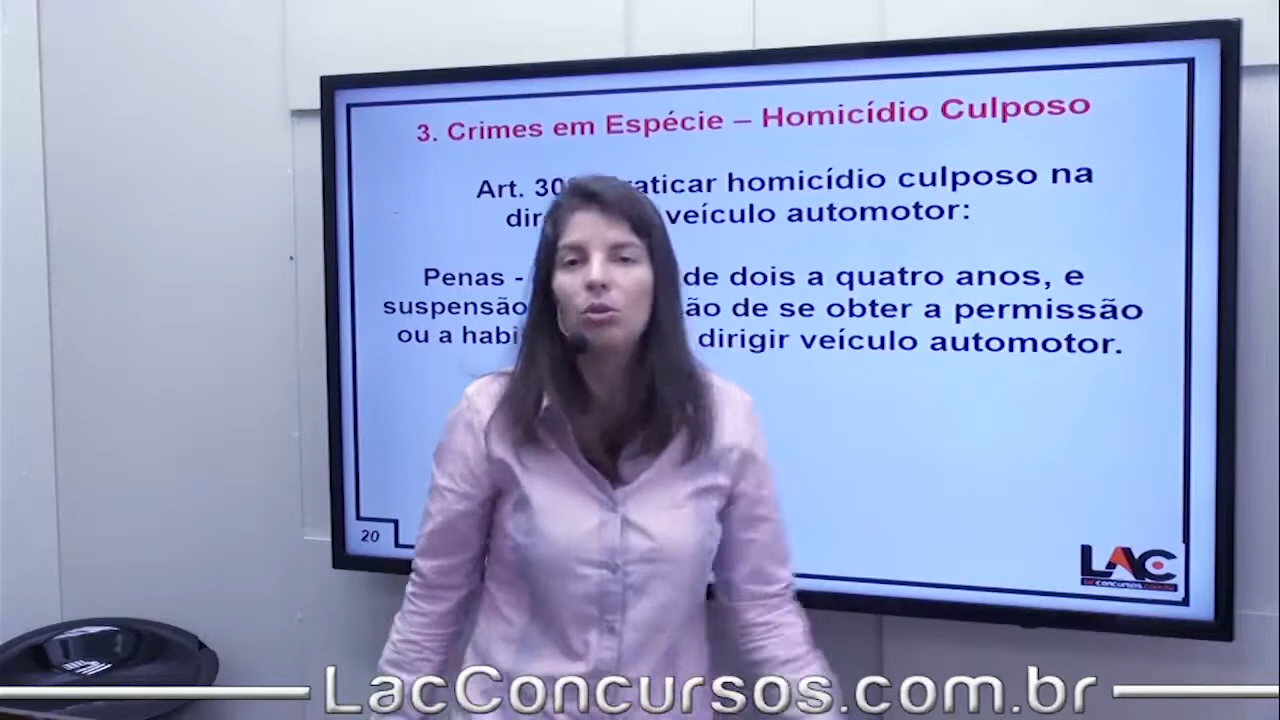 3. Crimes em Espécie – Homicídio Culposo
Art. 30 raticar homicídio culposo na
dir veículo automotor:
Penas - de dois a quatro anos, e
suspensão ão de se obter a permissão
ou a habi dirigir veículo automotor.
20
LAC
LacConcursos.com.br